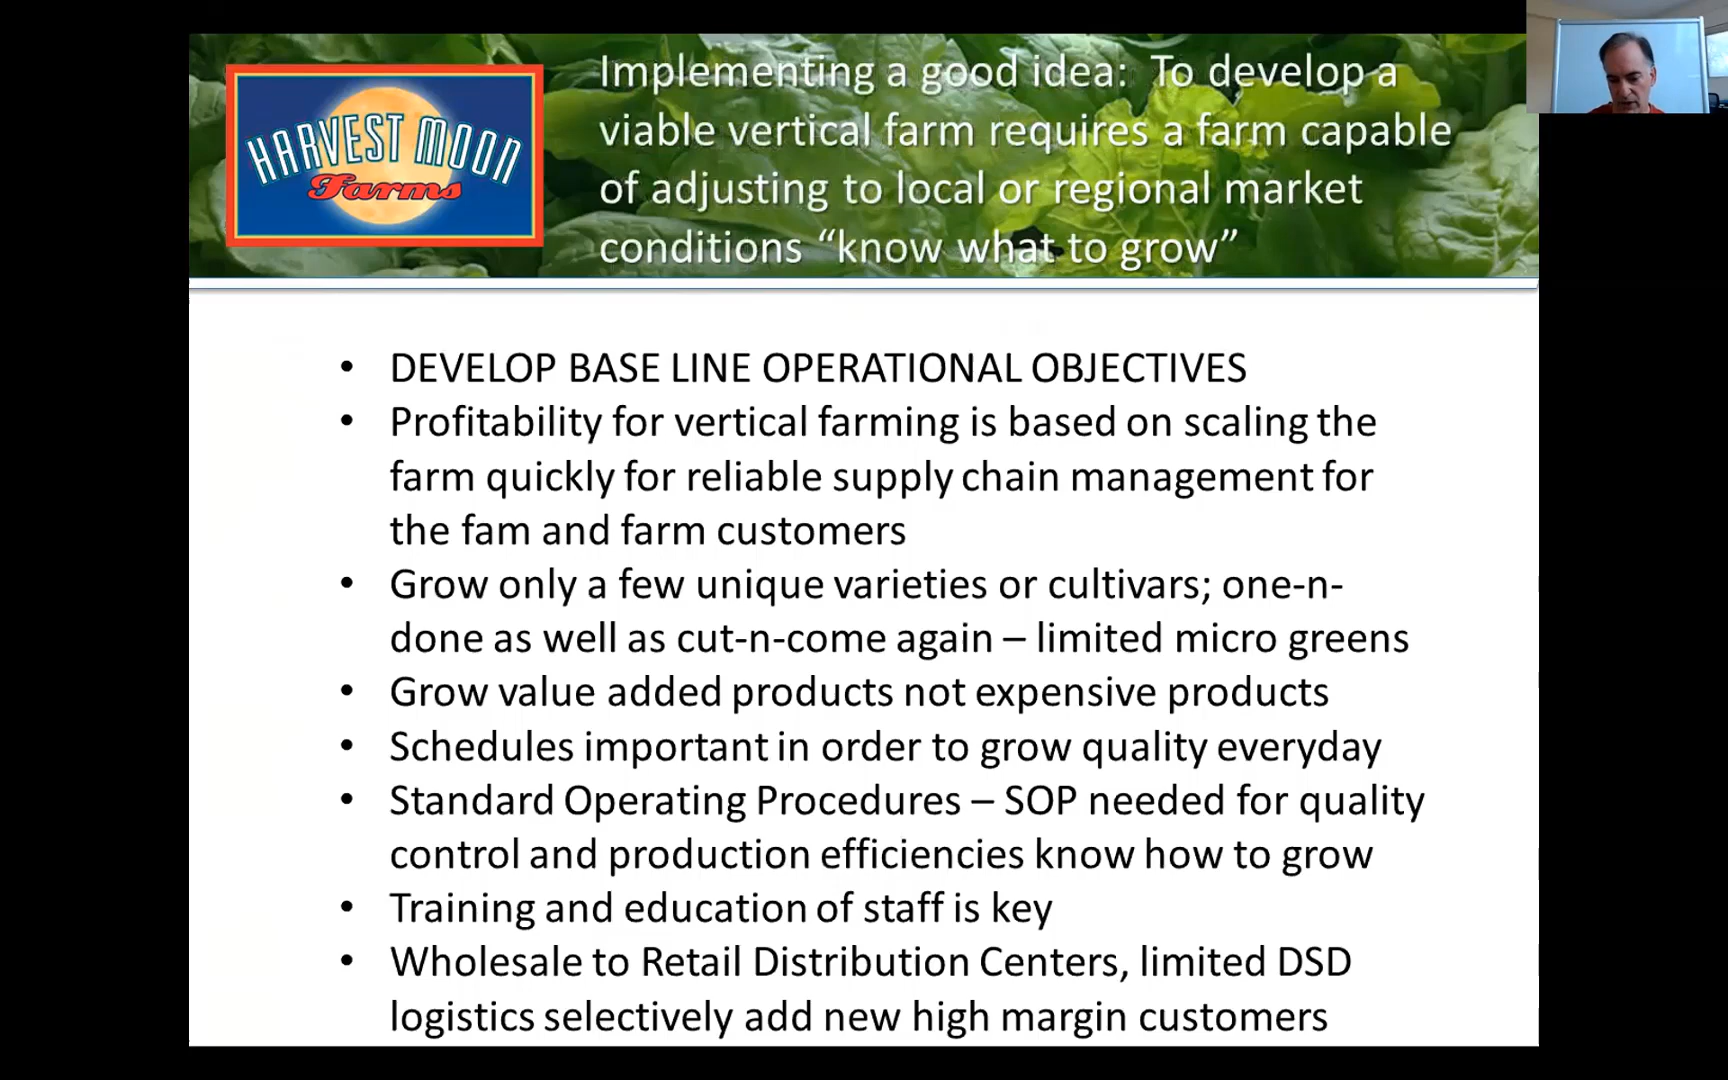 HARVEST MOON
Farms
Implementing a good idea: To develop a
viable vertical farm requires a farm capable
of adjusting to local or regional market
conditions “know what to grow”
• DEVELOP BASE LINE OPERATIONAL OBJECTIVES
• Profitability for vertical farming is based on scaling the
farm quickly for reliable supply chain management for
the fam and farm customers
• Grow only a few unique varieties or cultivars; one-n-
done as well as cut-n-come again – limited micro greens
• Grow value added products not expensive products
• Schedules important in order to grow quality everyday
• Standard Operating Procedures – SOP needed for quality
control and production efficiencies know how to grow
• Training and education of staff is key
• Wholesale to Retail Distribution Centers, limited DSD
logistics selectively add new high margin customers